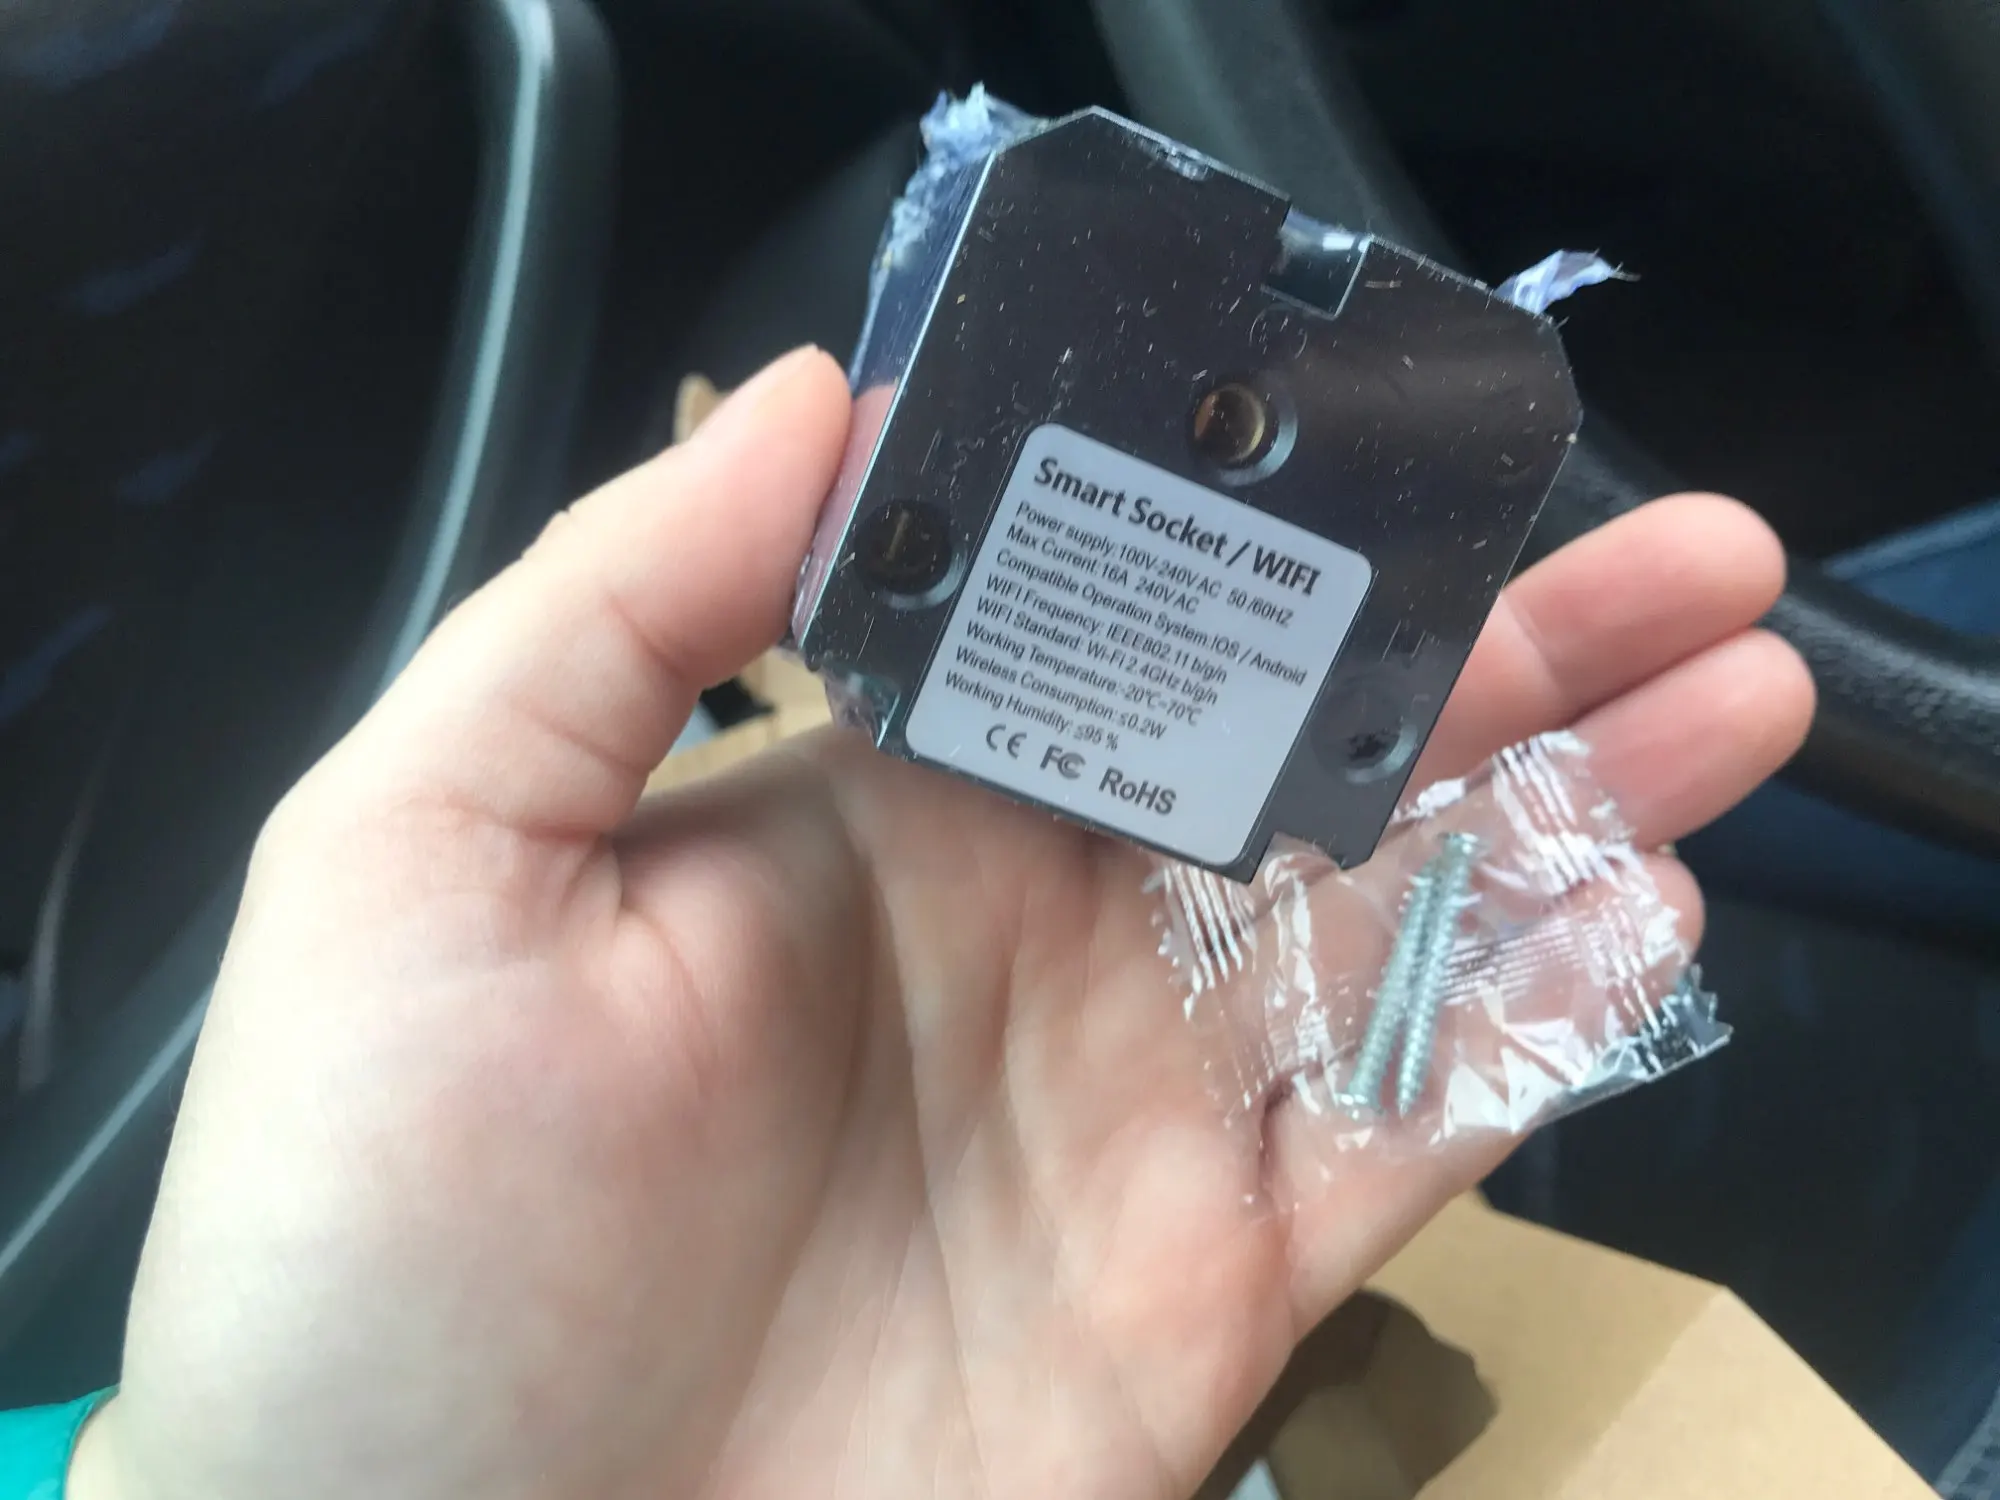 Smart Socket / WIFI
Power supply:100V-240V AC 50 /60HZ
Max Current:16A 240V AC
Compatible Operation System:IOS / Android
WIFI Frequency: IEEE802.11 b/g/n
WIFI Standard: Wi-Fi 2.4GHz b/g/n
Working Temperature:-20℃~70℃
Wireless Consumption:≤0.2W
Working Humidity: ≤95 %
CE FC RoHS